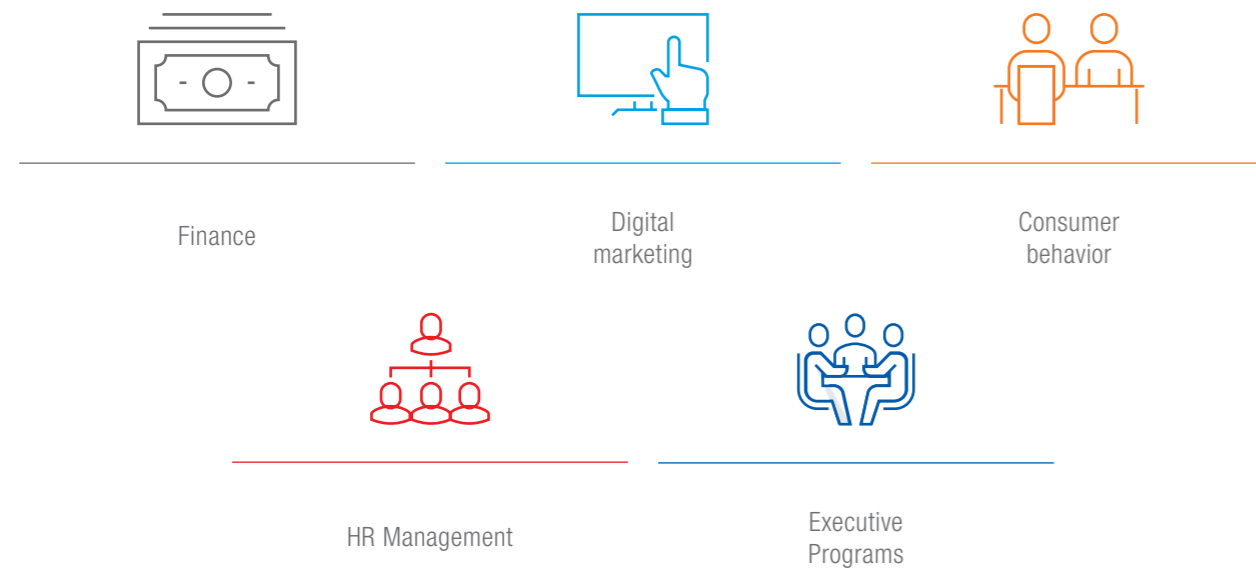 Finance
Digital
marketing
Consumer
behavior
HR Management
Executive
Programs